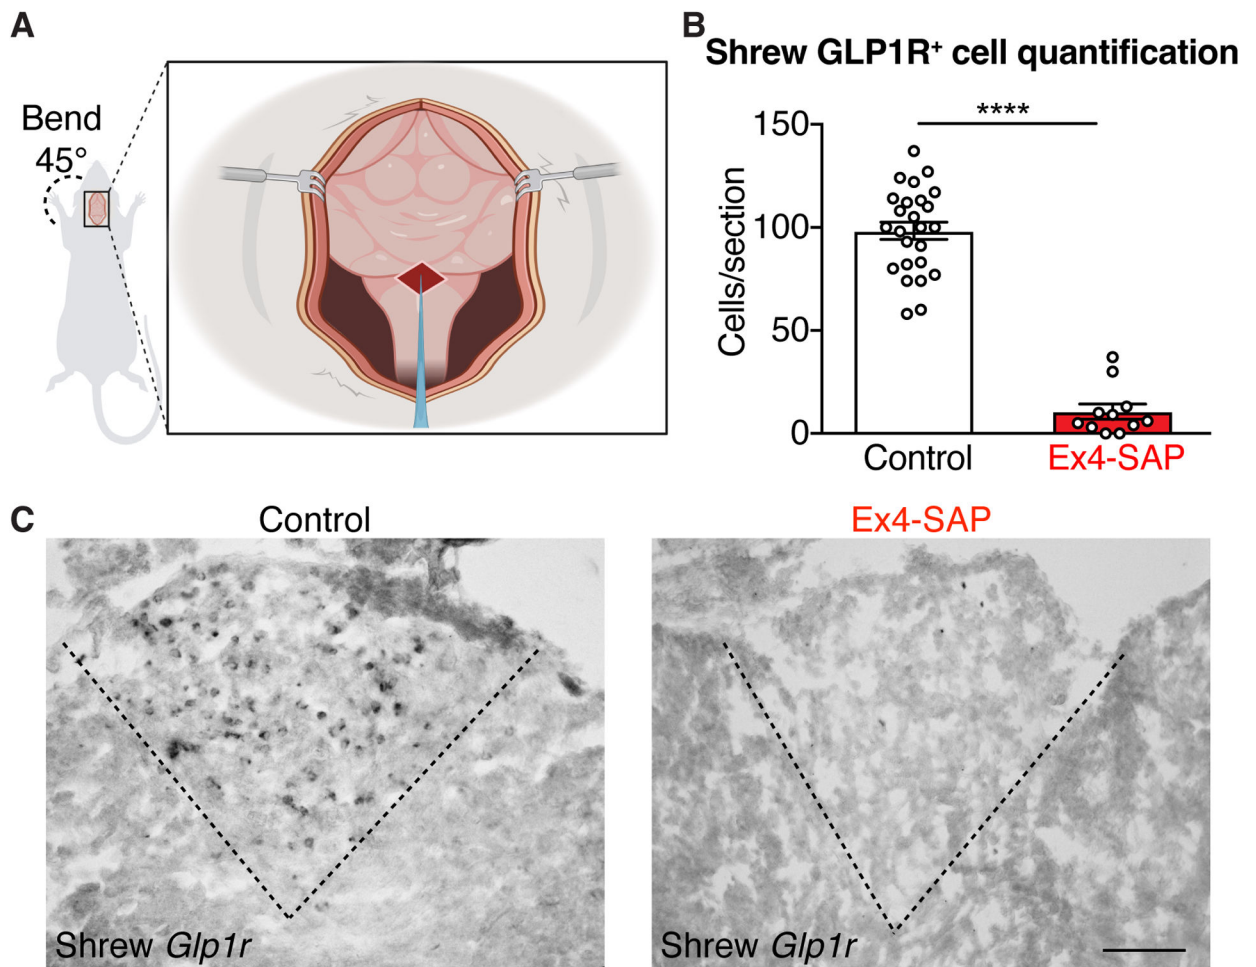 A
Bend
45°
B
Shrew GLP1R⁺ cell quantification
****
150
100
50
0
Cells/section
Control
Ex4-SAP
C
Control
Ex4-SAP
Shrew Glp1r
Shrew Glp1r